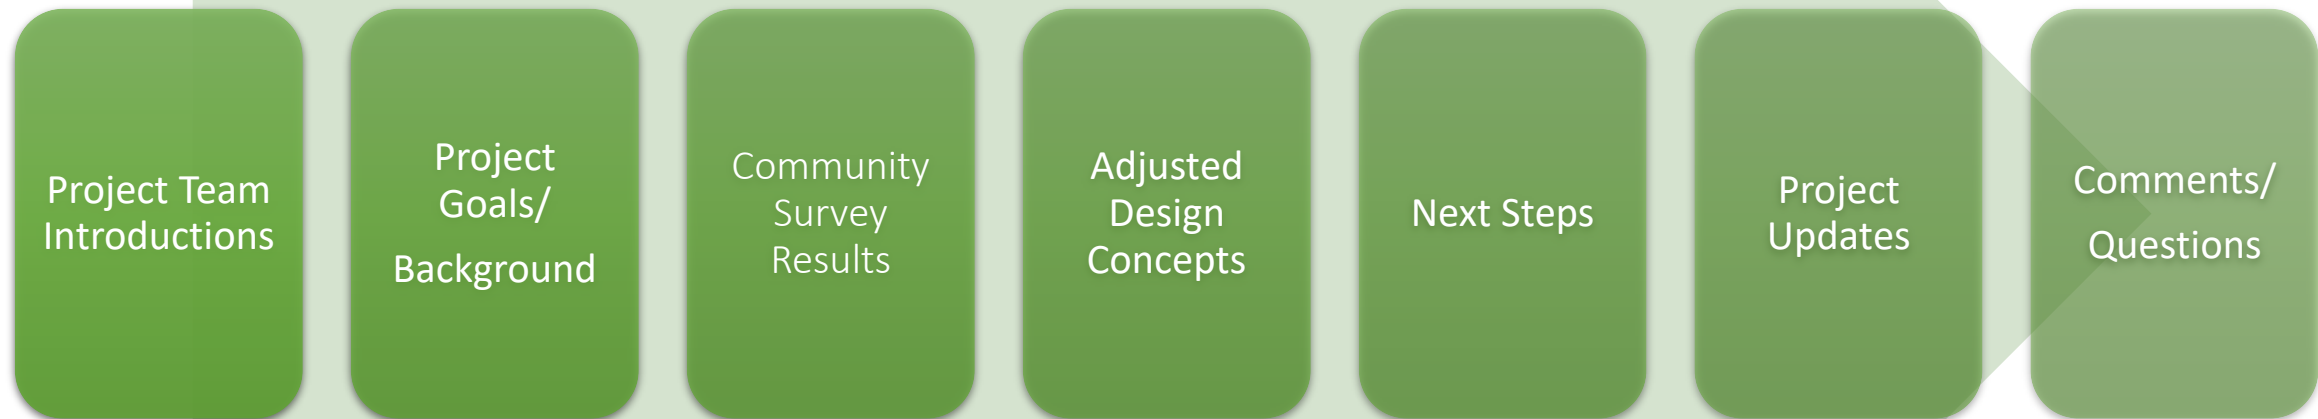 Project Team
Introductions
Project
Goals/
Background
Community
Survey
Results
Adjusted
Design
Concepts
Next Steps
Project
Updates
Comments/
Questions